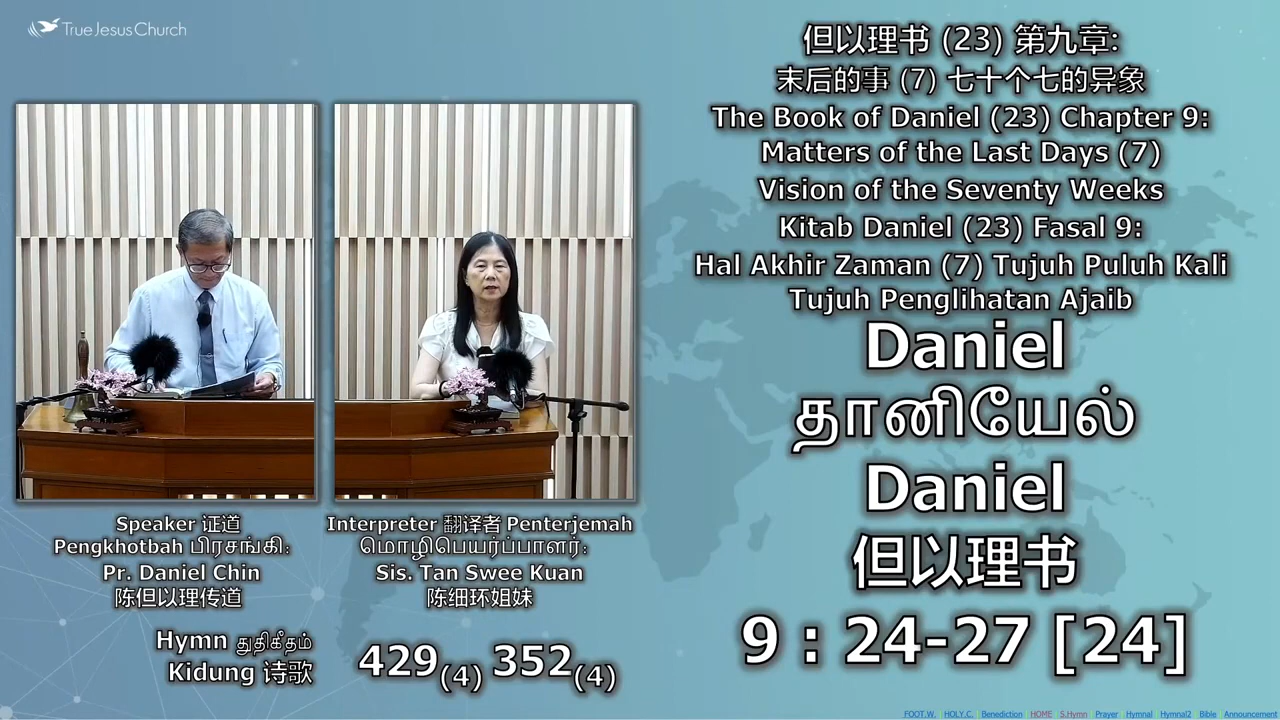 True Jesus Church
但以理书 (23) 第九章:
末后的事 (7) 七十个七的异象
The Book of Daniel (23) Chapter 9:
Matters of the Last Days (7)
Vision of the Seventy Weeks
Kitab Daniel (23) Fasal 9:
Hal Akhir Zaman (7) Tujuh Puluh Kali
Tujuh Penglihatan Ajaib
Daniel
தானியேல்
Daniel
但以理书
9 : 24-27 [24]
Speaker 证道
Pengkhotbah பிரசங்கி:
Pr. Daniel Chin
陈但以理传道
Interpreter 翻译者 Penterjemah
மொழிபெயர்ப்பாளர்:
Sis. Tan Swee Kuan
陈细环姐妹
Hymn துதிகீதம்
Kidung 诗歌
429(4) 352(4)
FOOT.W. HOLY.C. Benediction HOME S.Hymn Prayer Hymnal Hymnal2 Bible Announcement